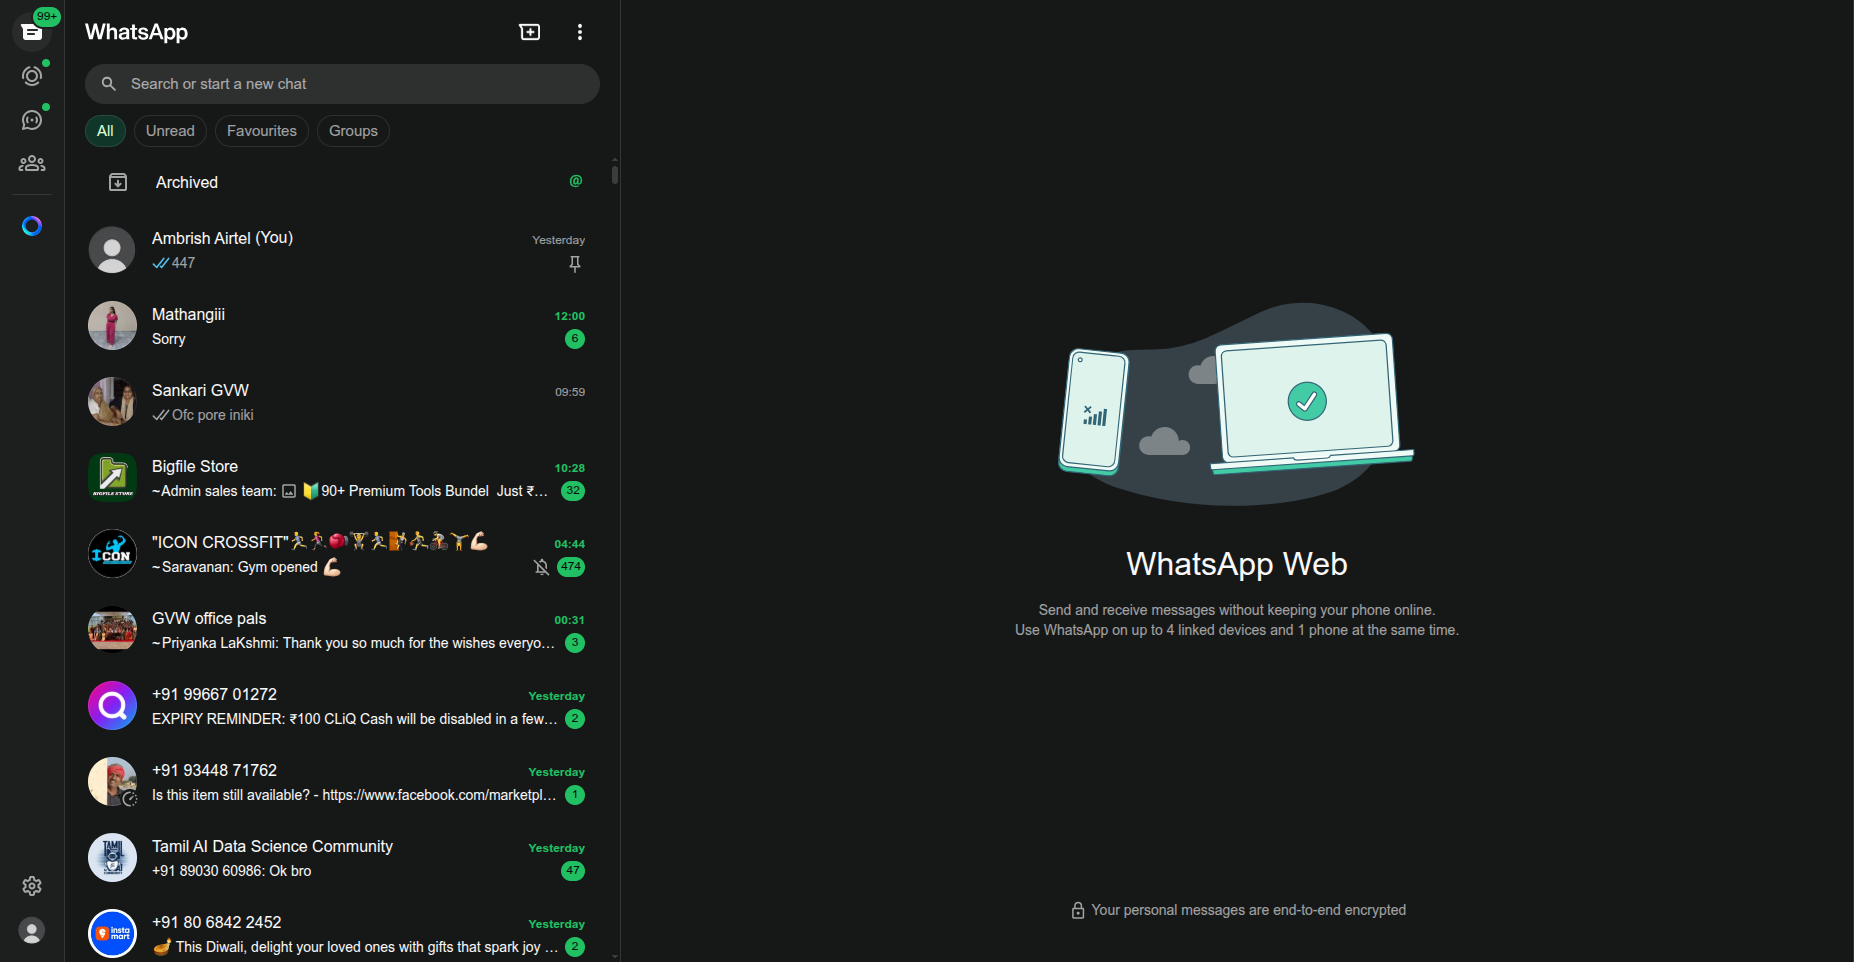 99+
WhatsApp
Search or start a new chat
All
Unread
Favourites
Groups
Archived
@
Ambrish Airtel (You)
Yesterday
447
Mathangiii
12:00
Sorry
6
Sankari GVW
09:59
Ofc pore iniki
Bigfile Store
10:28
~Admin sales team: 🔰90+ Premium Tools Bundel Just ₹...
32
BIGFILE STORE
"ICON CROSSFIT"
04:44
~Saravanan: Gym opened 💪🏻
474
ICON
GVW office pals
00:31
~Priyanka LaKshmi: Thank you so much for the wishes everyo...
3
+91 99667 01272
Yesterday
EXPIRY REMINDER: ₹100 CLiQ Cash will be disabled in a few...
2
+91 93448 71762
Yesterday
Is this item still available? - https://www.facebook.com/marketpl...
1
Tamil AI Data Science Community
Yesterday
+91 89030 60986: Ok bro
47
TAMIL
+91 80 6842 2452
Yesterday
🪔 This Diwali, delight your loved ones with gifts that spark joy ...
2
insta
mart
WhatsApp Web
Send and receive messages without keeping your phone online.
Use WhatsApp on up to 4 linked devices and 1 phone at the same time.
Your personal messages are end-to-end encrypted